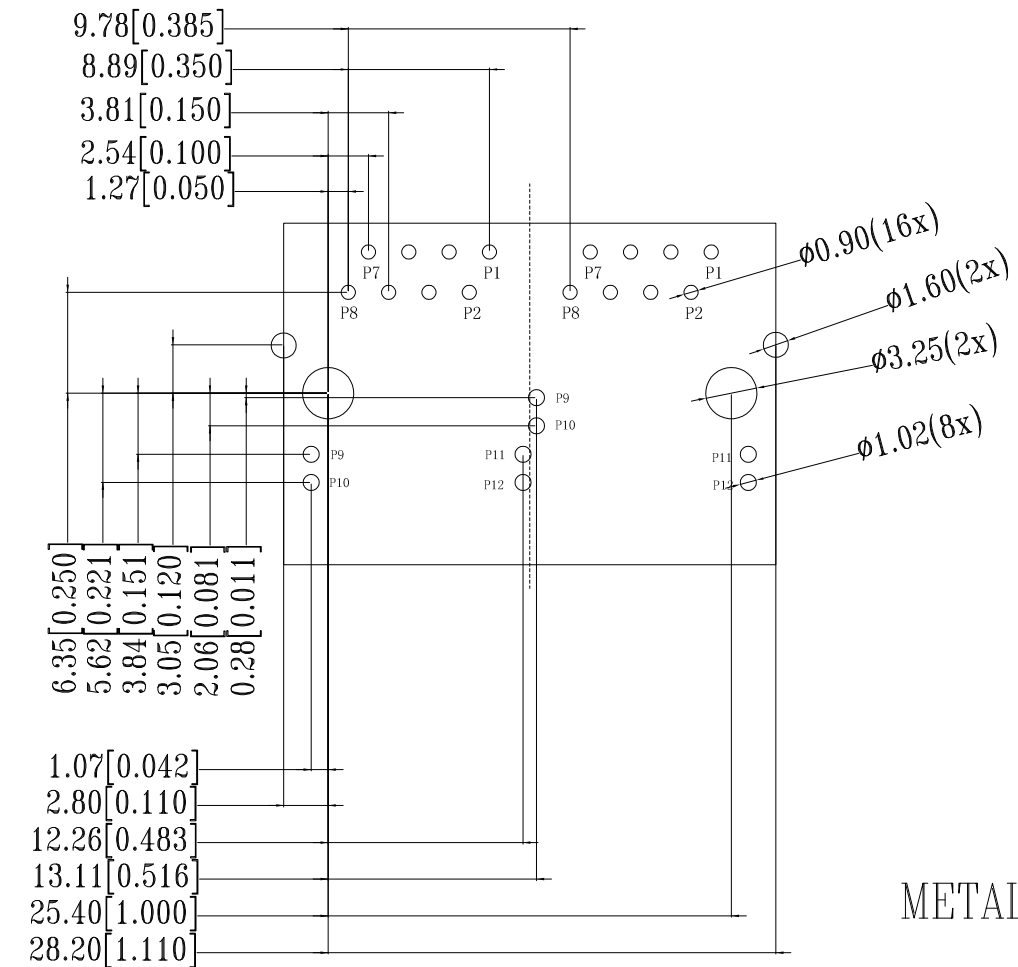 9.78[0.385]
8.89[0.350]
3.81[0.150]
2.54[0.100]
1.27[0.050]
ϕ0.90(16x)
ϕ1.60(2x)
ϕ3.25(2x)
ϕ1.02(8x)
P7 P1 P7 P1
P8 P2 P8 P2
P9
P10
P9 P11 P11
P10 P12 P12
6.35[0.250]
5.62[0.221]
3.84[0.151]
3.05[0.120]
2.06[0.081]
0.28[0.011]
1.07[0.042]
2.80[0.110]
12.26[0.483]
13.11[0.516]
25.40[1.000]
28.20[1.110]